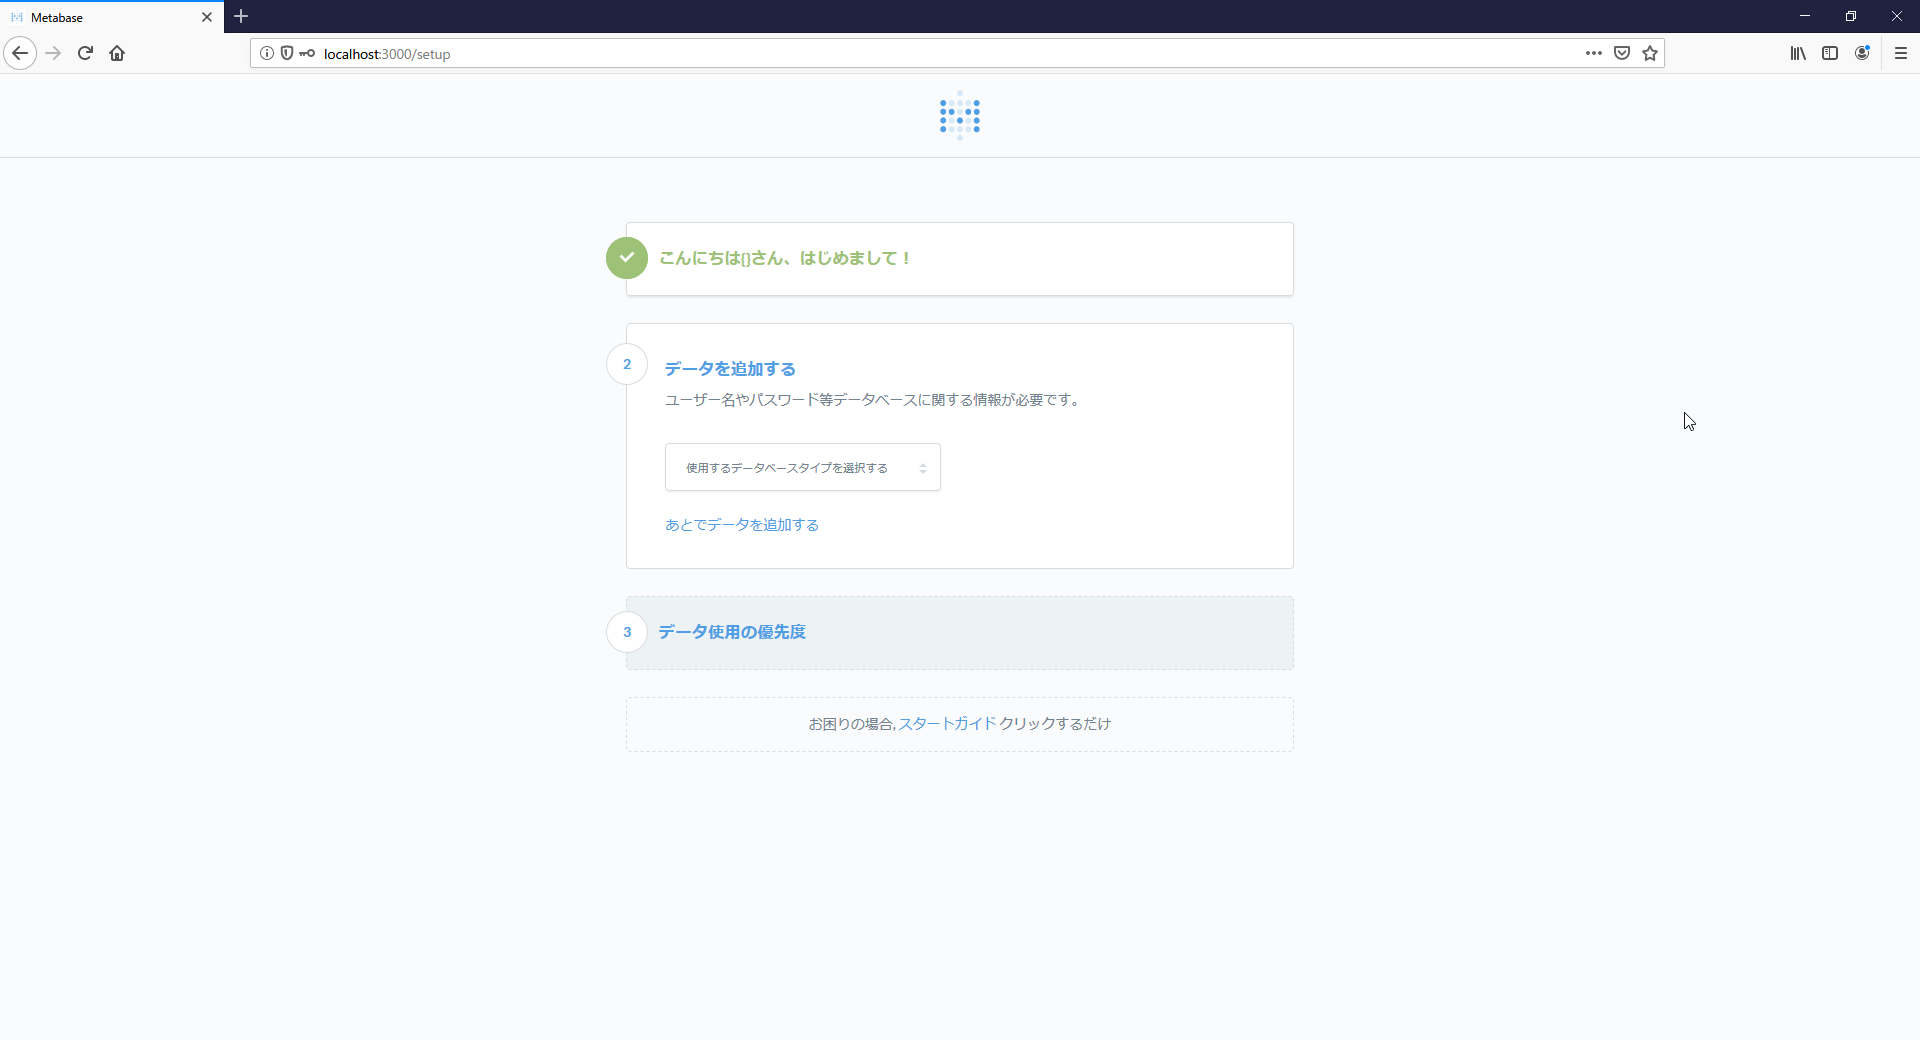 Metabase
localhost:3000/setup
こんにちは{}さん、はじめまして！
2
データを追加する
ユーザー名やパスワード等データベースに関する情報が必要です。
使用するデータベースタイプを選択する
あとでデータを追加する
3
データ使用の優先度
お困りの場合,スタートガイド クリックするだけ